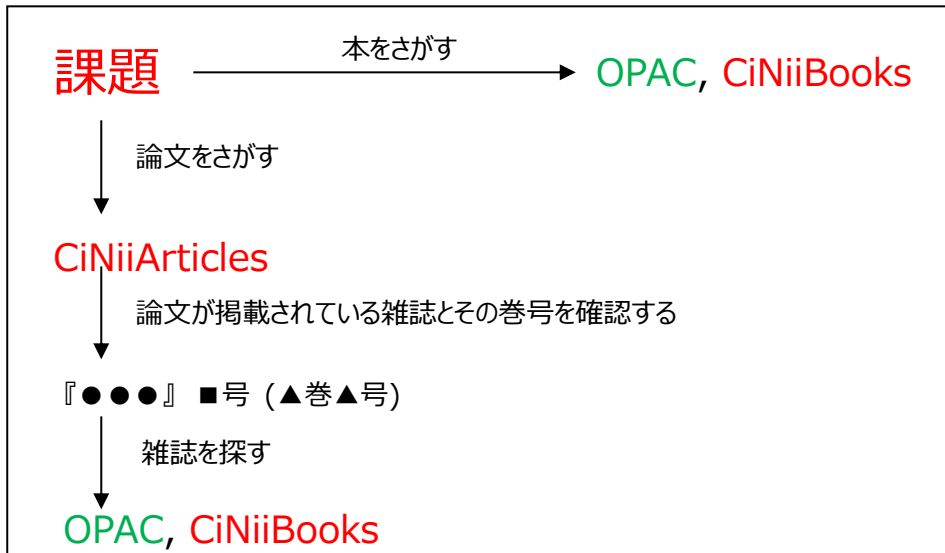 課題
本をさがす
OPAC, CiNiiBooks
論文をさがす
CiNiiArticles
論文が掲載されている雑誌とその巻号を確認する
『●●●』 ■号 (▲巻▲号)
雑誌を探す
OPAC, CiNiiBooks